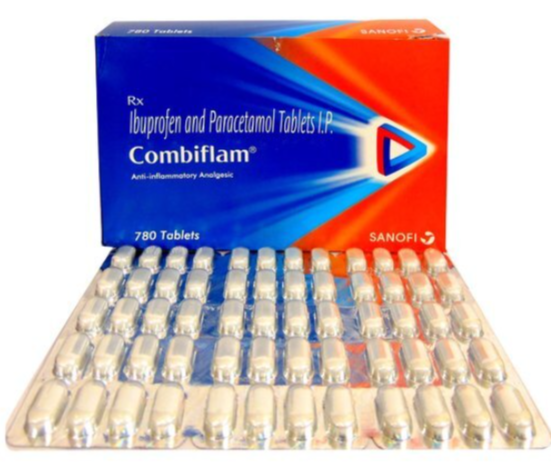 780 Tablets
SANOFI
Rx
Ibuprofen and Paracetamol Tablets I.P.
Combiflam®
Anti-inflammatory Analgesic
780 Tablets
SANOFI